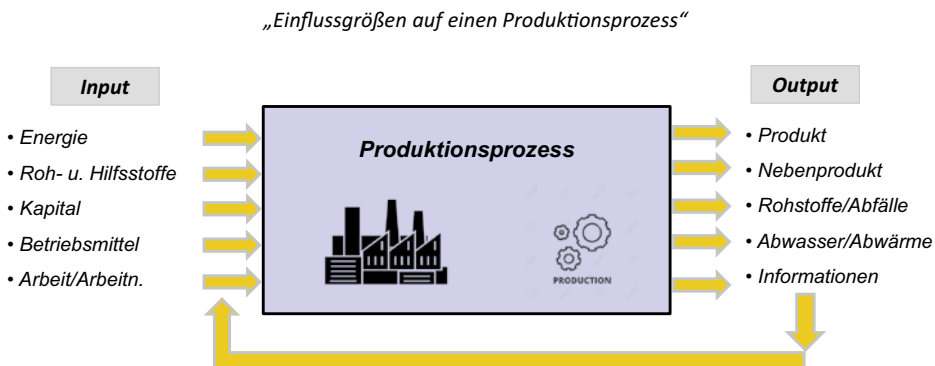 „Einflussgrößen auf einen Produktionsprozess“
Input
• Energie
• Roh- u. Hilfsstoffe
• Kapital
• Betriebsmittel
• Arbeit/Arbeitn.
Produktionsprozess
PRODUCTION
Output
• Produkt
• Nebenprodukt
• Rohstoffe/Abfälle
• Abwasser/Abwärme
• Informationen